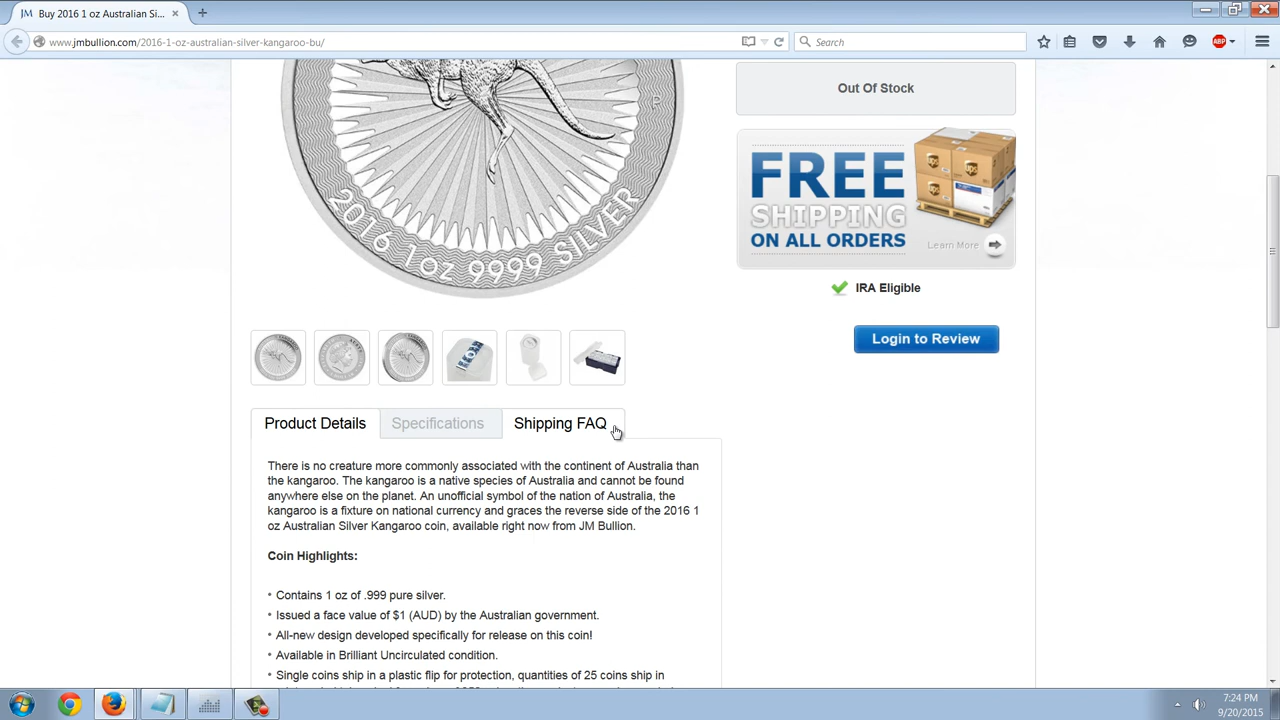 JM Buy 2016 1 oz Australian Si...
www.jmbullion.com/2016-1-oz-australian-silver-kangaroo-bu/
Search
ABP
2016 1oz 9999 SILVER
P
Out Of Stock
FREE
SHIPPING
ON ALL ORDERS
Learn More
IRA Eligible
Login to Review
Product Details
Specifications
Shipping FAQ
There is no creature more commonly associated with the continent of Australia than
the kangaroo. The kangaroo is a native species of Australia and cannot be found
anywhere else on the planet. An unofficial symbol of the nation of Australia, the
kangaroo is a fixture on national currency and graces the reverse side of the 2016 1
oz Australian Silver Kangaroo coin, available right now from JM Bullion.
Coin Highlights:
• Contains 1 oz of .999 pure silver.
• Issued a face value of $1 (AUD) by the Australian government.
• All-new design developed specifically for release on this coin!
• Available in Brilliant Uncirculated condition.
• Single coins ship in a plastic flip for protection, quantities of 25 coins ship in
7:24 PM
9/20/2015